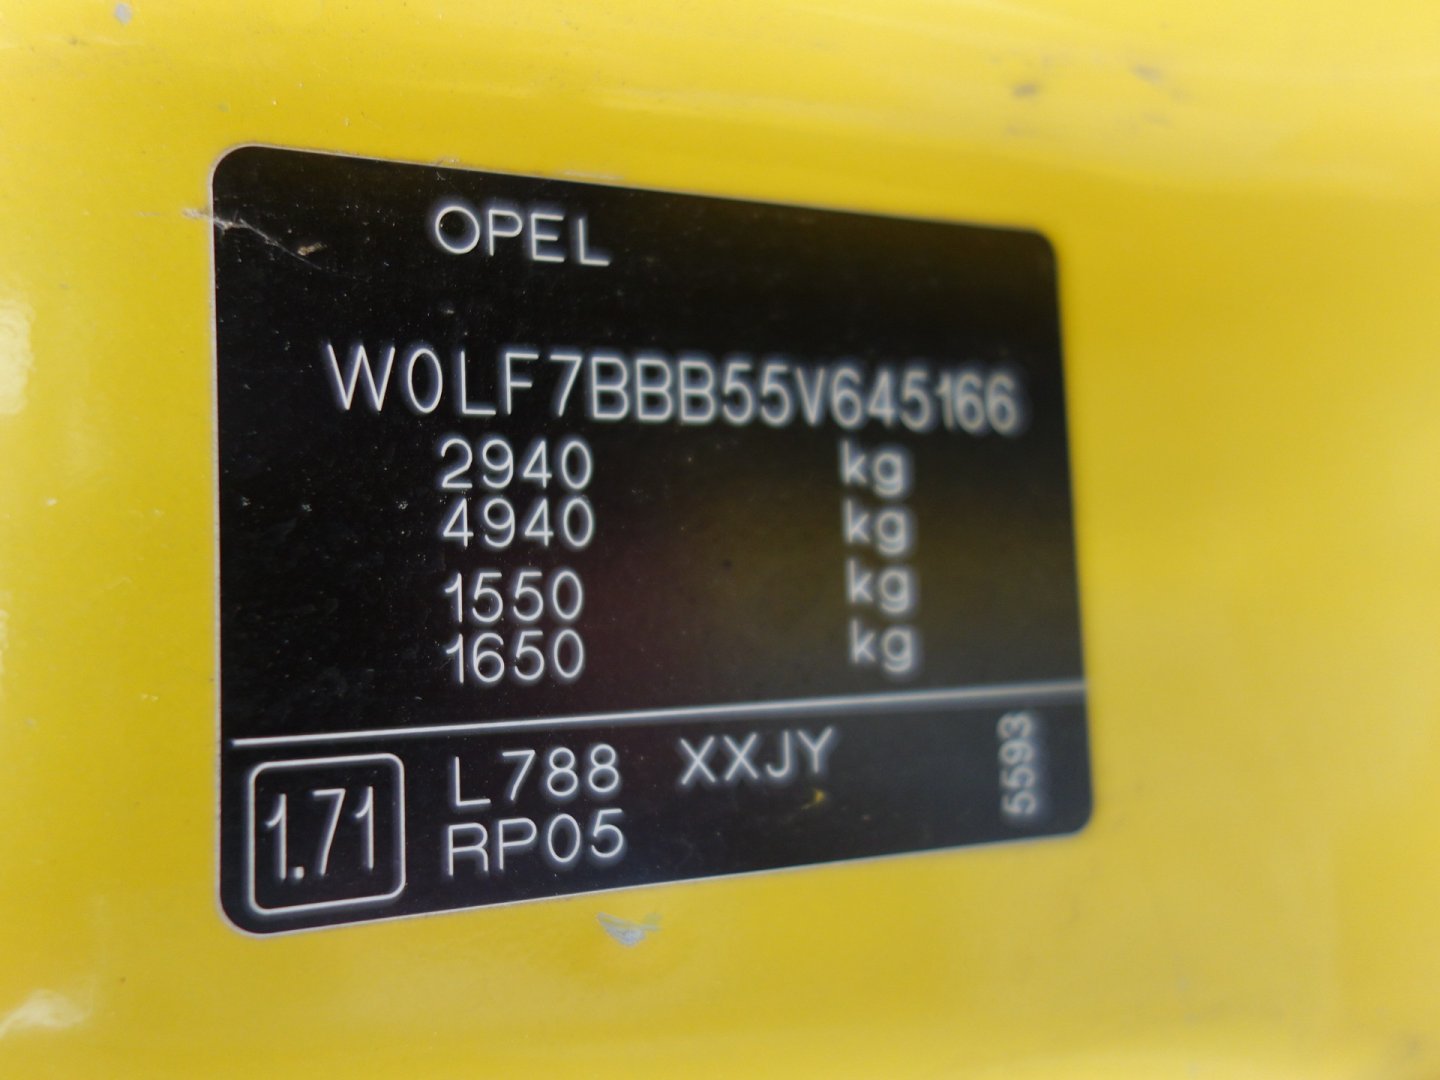 OPEL
W0LF7BBB55V645166
2940 kg
4940 kg
1550 kg
1650 kg
1.71 L788 XXJY
RP05
5593